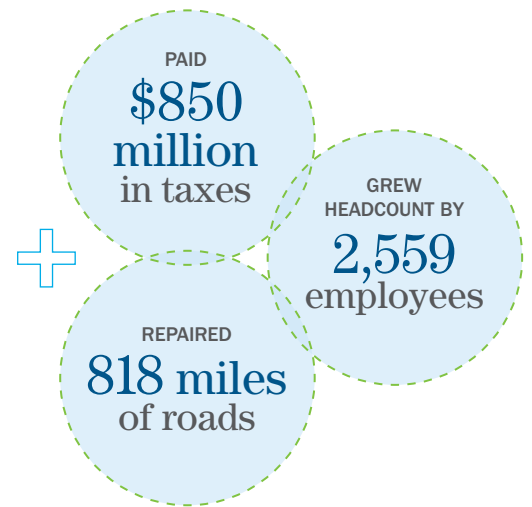 PAID
$850
million
in taxes
GREW
HEADCOUNT BY
2,559
employees
REPAIRED
818 miles
of roads